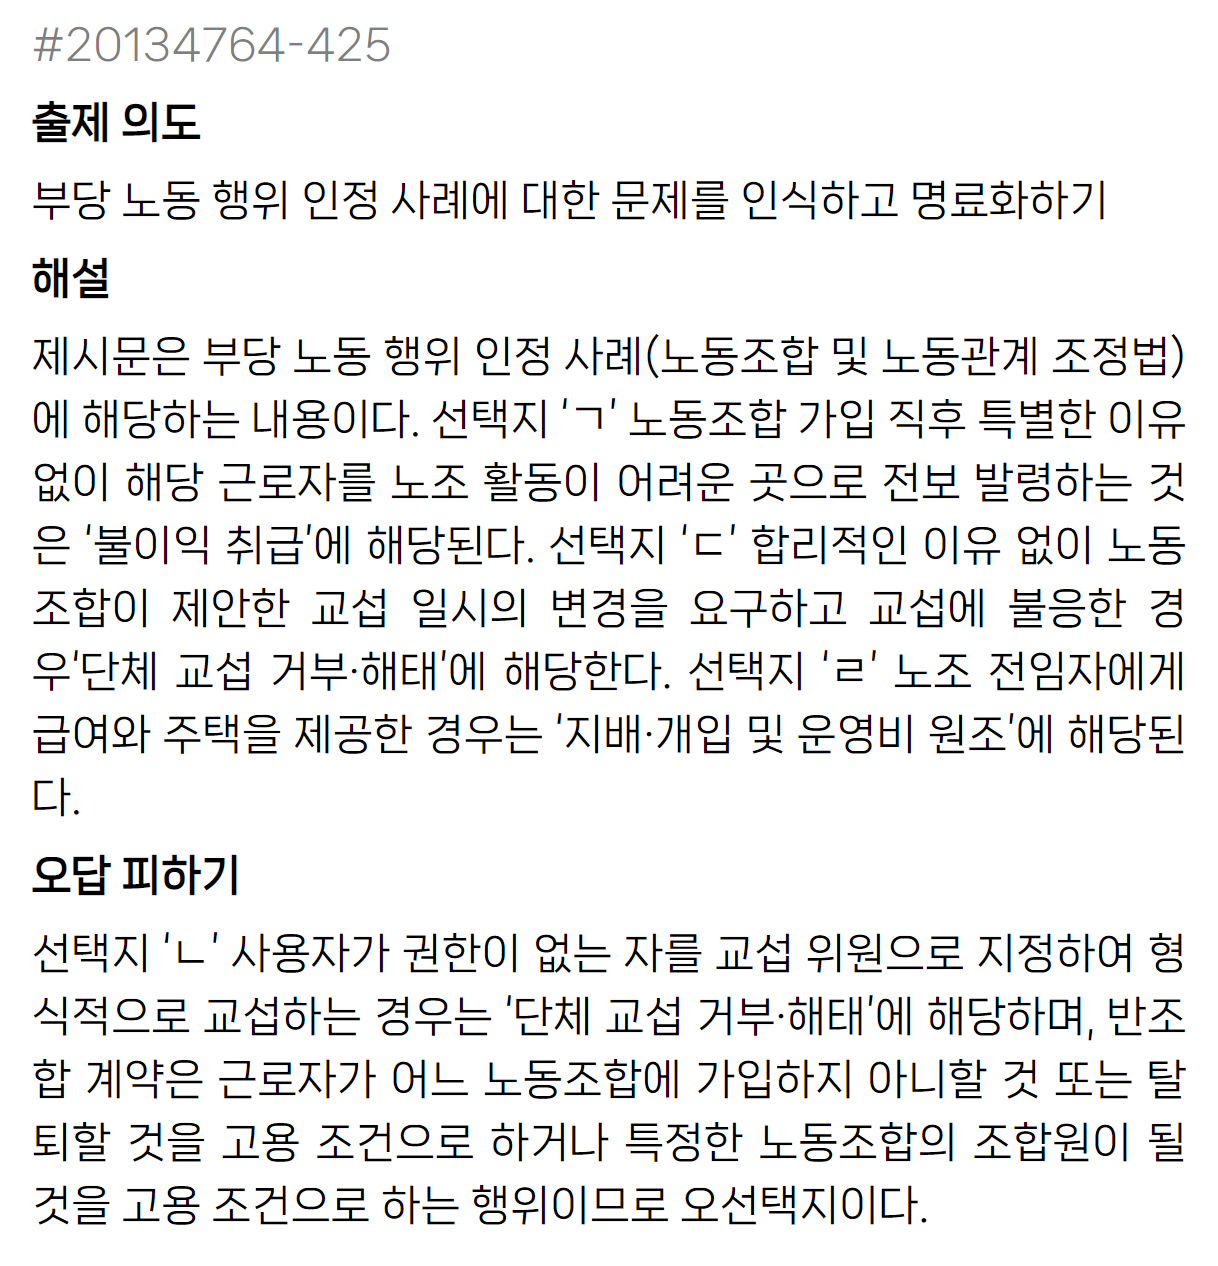 #20134764-425
출제 의도
부당 노동 행위 인정 사례에 대한 문제를 인식하고 명료화하기
해설
제시문은 부당 노동 행위 인정 사례(노동조합 및 노동관계 조정법)
에 해당하는 내용이다. 선택지 ‘ㄱ’ 노동조합 가입 직후 특별한 이유
없이 해당 근로자를 노조 활동이 어려운 곳으로 전보 발령하는 것
은 ‘불이익 취급’에 해당된다. 선택지 ‘ㄷ’ 합리적인 이유 없이 노동
조합이 제안한 교섭 일시의 변경을 요구하고 교섭에 불응한 경
우‘단체 교섭 거부·해태’에 해당한다. 선택지 ‘ㄹ’ 노조 전임자에게
급여와 주택을 제공한 경우는 ‘지배·개입 및 운영비 원조’에 해당된
다.
오답 피하기
선택지 ‘ㄴ’ 사용자가 권한이 없는 자를 교섭 위원으로 지정하여 형
식적으로 교섭하는 경우는 ‘단체 교섭 거부·해태’에 해당하며, 반조
합 계약은 근로자가 어느 노동조합에 가입하지 아니할 것 또는 탈
퇴할 것을 고용 조건으로 하거나 특정한 노동조합의 조합원이 될
것을 고용 조건으로 하는 행위이므로 오선택지이다.